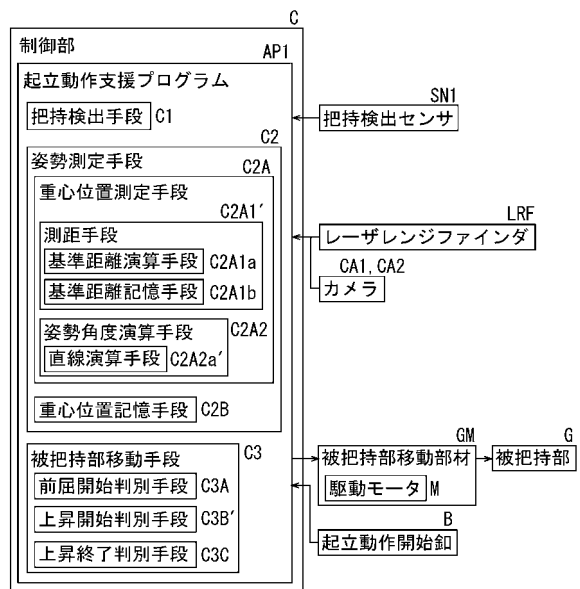 C
制御部
AP1
起立動作支援プログラム
把持検出手段 C1
C2
姿勢測定手段
C2A
重心位置測定手段
C2A1′
測距手段
基準距離演算手段 C2A1a
基準距離記憶手段 C2A1b
姿勢角度演算手段 C2A2
直線演算手段 C2A2a′
重心位置記憶手段 C2B
被把持部移動手段 C3
前屈開始判別手段 C3A
上昇開始判別手段 C3B′
上昇終了判別手段 C3C
SN1
把持検出センサ
LRF
レーザレンジファインダ
CA1, CA2
カメラ
GM
被把持部移動部材
駆動モータ M
G
被把持部
B
起立動作開始釦